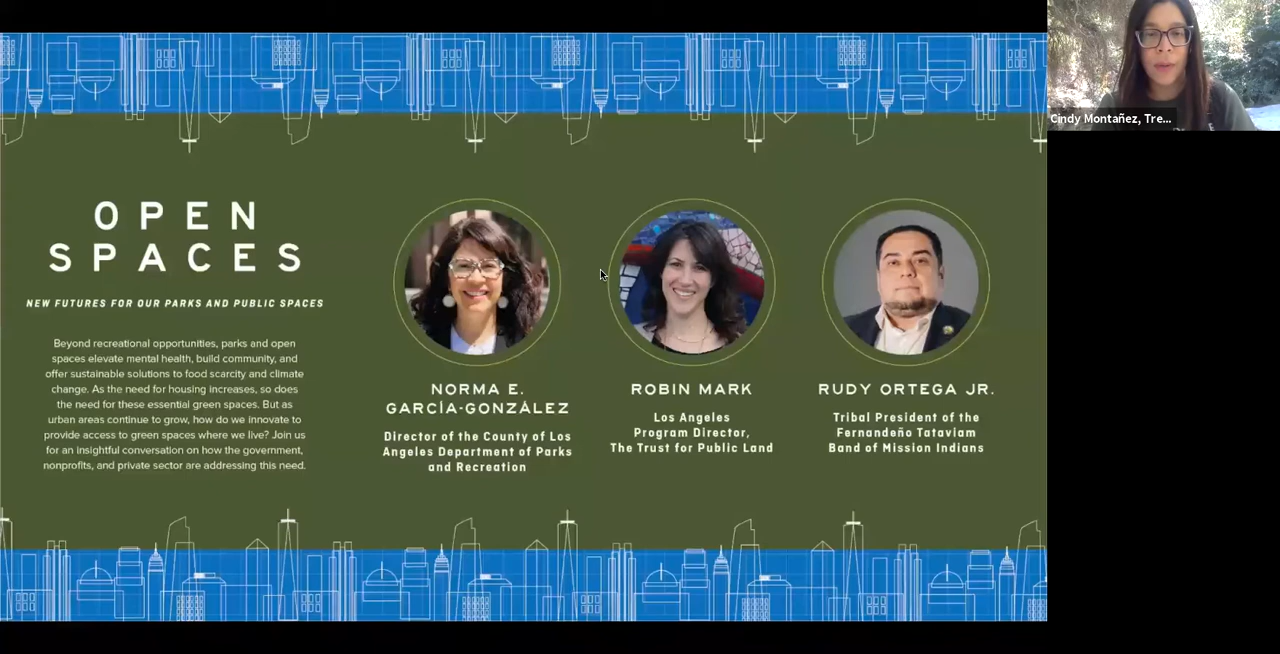 OPEN
SPACES
NEW FUTURES FOR OUR PARKS AND PUBLIC SPACES
Beyond recreational opportunities, parks and open
spaces elevate mental health, build community, and
offer sustainable solutions to food scarcity and climate
change. As the need for housing increases, so does
the need for these essential green spaces. But as
urban areas continue to grow, how do we innovate to
provide access to green spaces where we live? Join us
for an insightful conversation on how the government,
nonprofits, and private sector are addressing this need.
NORMA E.
GARCÍA-GONZÁLEZ
Director of the County of Los
Angeles Department of Parks
and Recreation
ROBIN MARK
Los Angeles
Program Director,
The Trust for Public Land
RUDY ORTEGA JR.
Tribal President of the
Fernandeño Tataviam
Band of Mission Indians
Cindy Montañez, Tre...